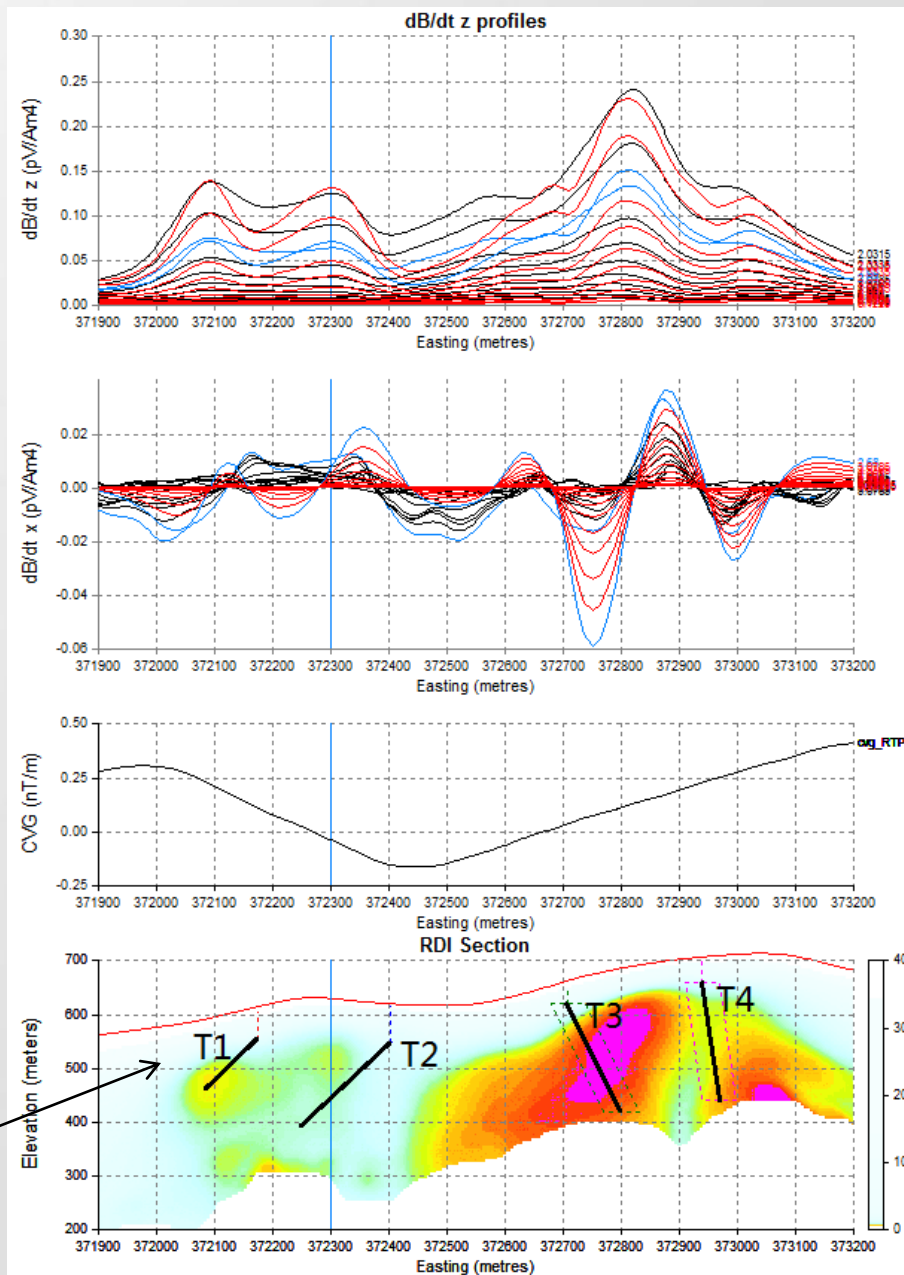 dB/dt z profiles
0.30
0.25
0.20
0.15
0.10
0.05
0.00
dB/dt z (pV/Am4)
2.0315
371900 372000 372100 372200 372300 372400 372500 372600 372700 372800 372900 373000 373100 373200
Easting (metres)
0.02
0.00
-0.02
-0.04
-0.06
dB/dt x (pV/Am4)
371900 372000 372100 372200 372300 372400 372500 372600 372700 372800 372900 373000 373100 373200
Easting (metres)
0.50
0.25
0.00
-0.25
CVG (nT/m)
cvg_RTP
371900 372000 372100 372200 372300 372400 372500 372600 372700 372800 372900 373000 373100 373200
Easting (metres)
RDI Section
700
600
500
400
300
200
Elevation (meters)
T1
T2
T3
T4
40
30
20
10
0
371900 372000 372100 372200 372300 372400 372500 372600 372700 372800 372900 373000 373100 373200
Easting (metres)